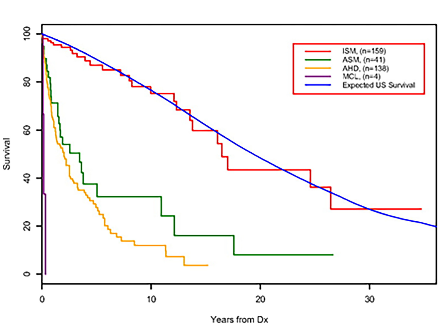 100
80
60
40
20
0
Survival
0 10 20 30
Years from Dx
ISM, (n=159)
ASM, (n=41)
AHD, (n=138)
MCL, (n=4)
Expected US Survival